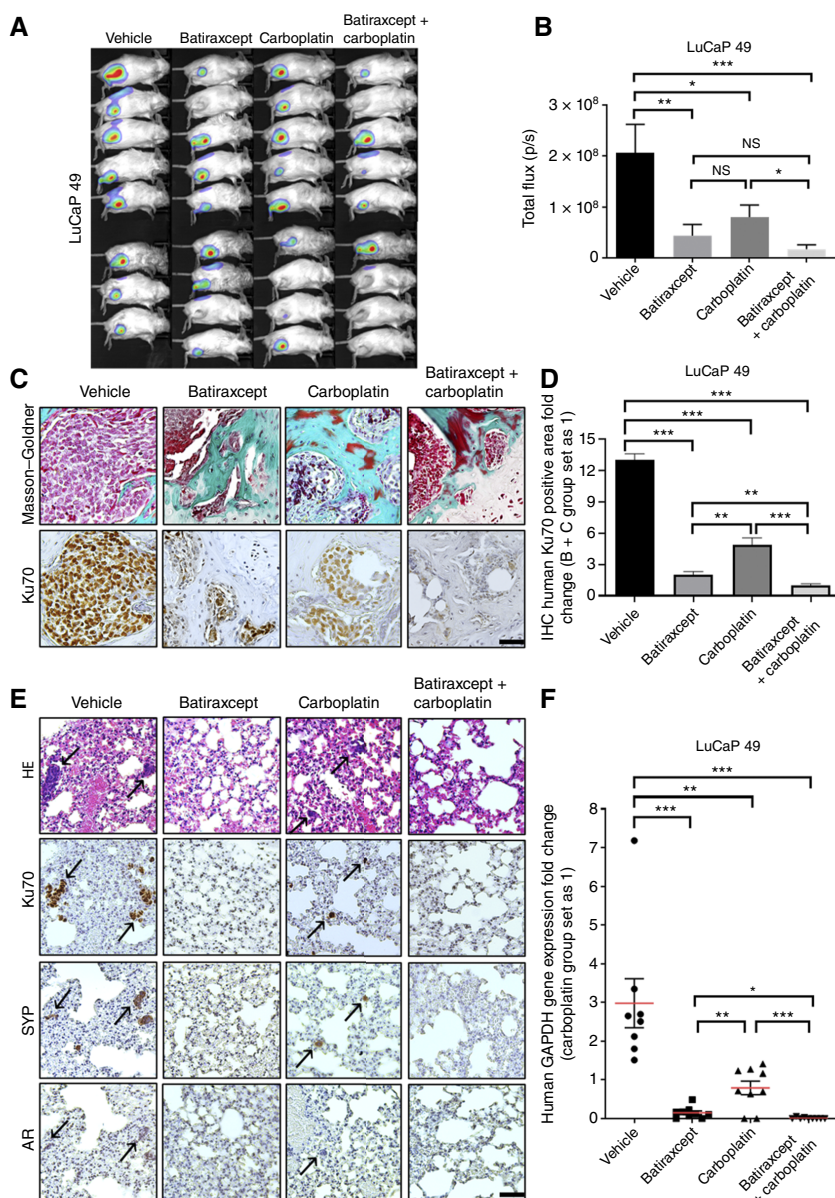 A
Vehicle
Batiraxcept
Carboplatin
Batiraxcept +
carboplatin
LuCaP 49
B
LuCaP 49
***
*
**
NS
NS
*
Total flux (p/s)
3 × 10⁸
2 × 10⁸
1 × 10⁸
0
Vehicle
Batiraxcept
Carboplatin
Batiraxcept
+ carboplatin
C
Vehicle
Batiraxcept
Carboplatin
Batiraxcept +
carboplatin
Masson–Goldner
Ku70
D
LuCaP 49
***
***
***
**
**
***
IHC human Ku70 positive area fold
change (B + C group set as 1)
15
12
9
6
3
0
Vehicle
Batiraxcept
Carboplatin
Batiraxcept
+ carboplatin
E
Vehicle
Batiraxcept
Carboplatin
Batiraxcept +
carboplatin
HE
Ku70
SYP
AR
F
LuCaP 49
***
**
***
*
**
***
Human GAPDH gene expression fold change
(carboplatin group set as 1)
8
7
6
5
4
3
2
1
0
Vehicle
Batiraxcept
Carboplatin
Batiraxcept
+ carboplatin